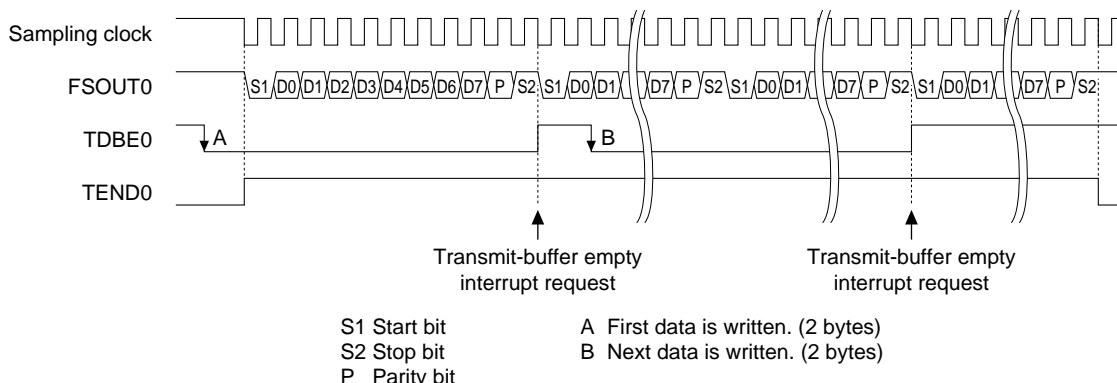 Sampling clock
FSOUT0 S1 D0 D1 D2 D3 D4 D5 D6 D7 P S2 S1 D0 D1 D7 P S2 S1 D0 D1 D7 P S2 S1 D0 D1 D7 P S2
TDBE0 A B
TEND0
Transmit-buffer empty Transmit-buffer empty
interrupt request interrupt request
S1 Start bit A First data is written. (2 bytes)
S2 Stop bit B Next data is written. (2 bytes)
P Parity bit